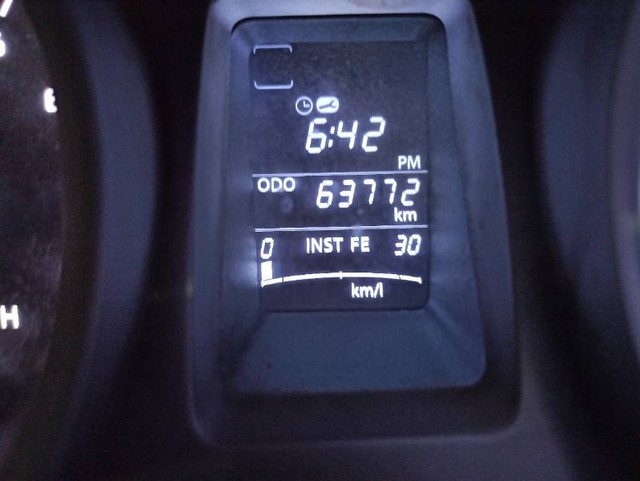 E
6:42
PM
ODO 63772
km
0 INST FE 30
km/l
H